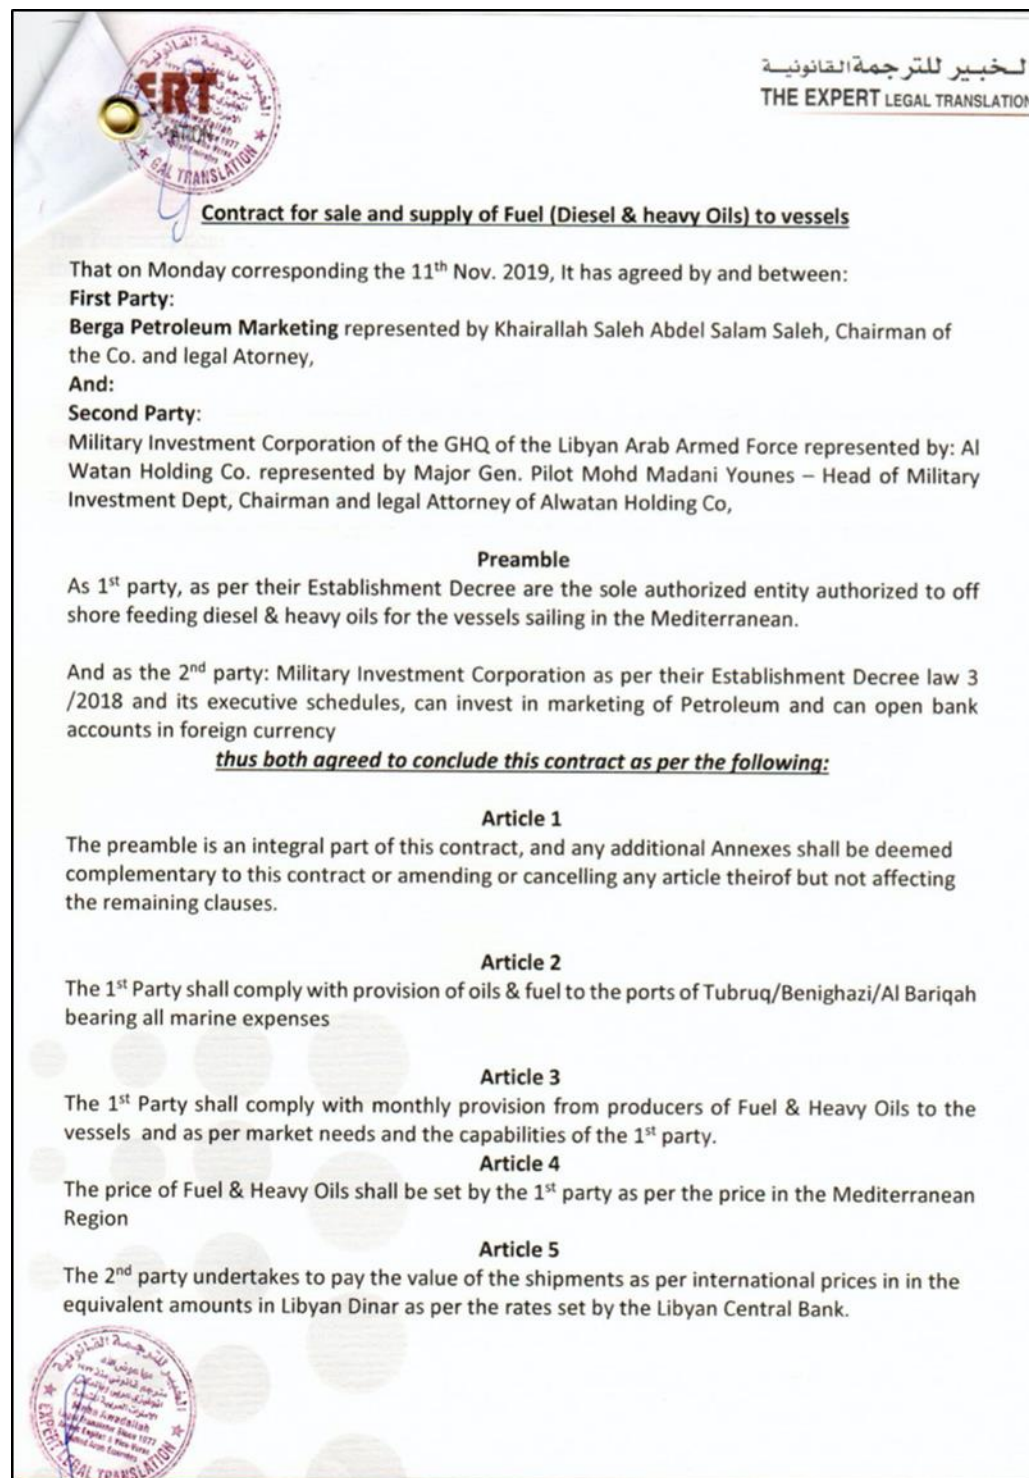 الخبير للترجمة القانونية
THE EXPERT LEGAL TRANSLATION
ERT
GAL TRANSLATION
Contract for sale and supply of Fuel (Diesel & heavy Oils) to vessels
That on Monday corresponding the 11th Nov. 2019, It has agreed by and between:
First Party:
Berga Petroleum Marketing represented by Khairallah Saleh Abdel Salam Saleh, Chairman of
the Co. and legal Atorney,
And:
Second Party:
Military Investment Corporation of the GHQ of the Libyan Arab Armed Force represented by: Al
Watan Holding Co. represented by Major Gen. Pilot Mohd Madani Younes – Head of Military
Investment Dept, Chairman and legal Attorney of Alwatan Holding Co,
Preamble
As 1st party, as per their Establishment Decree are the sole authorized entity authorized to off
shore feeding diesel & heavy oils for the vessels sailing in the Mediterranean.
And as the 2nd party: Military Investment Corporation as per their Establishment Decree law 3
/2018 and its executive schedules, can invest in marketing of Petroleum and can open bank
accounts in foreign currency
thus both agreed to conclude this contract as per the following:
Article 1
The preamble is an integral part of this contract, and any additional Annexes shall be deemed
complementary to this contract or amending or cancelling any article theirof but not affecting
the remaining clauses.
Article 2
The 1st Party shall comply with provision of oils & fuel to the ports of Tubruq/Benighazi/Al Bariqah
bearing all marine expenses
Article 3
The 1st Party shall comply with monthly provision from producers of Fuel & Heavy Oils to the
vessels and as per market needs and the capabilities of the 1st party.
Article 4
The price of Fuel & Heavy Oils shall be set by the 1st party as per the price in the Mediterranean
Region
Article 5
The 2nd party undertakes to pay the value of the shipments as per international prices in in the
equivalent amounts in Libyan Dinar as per the rates set by the Libyan Central Bank.
الخبير للترجمة القانونية
Legal Translator Since 1977
EXPERT LEGAL TRANSLATION